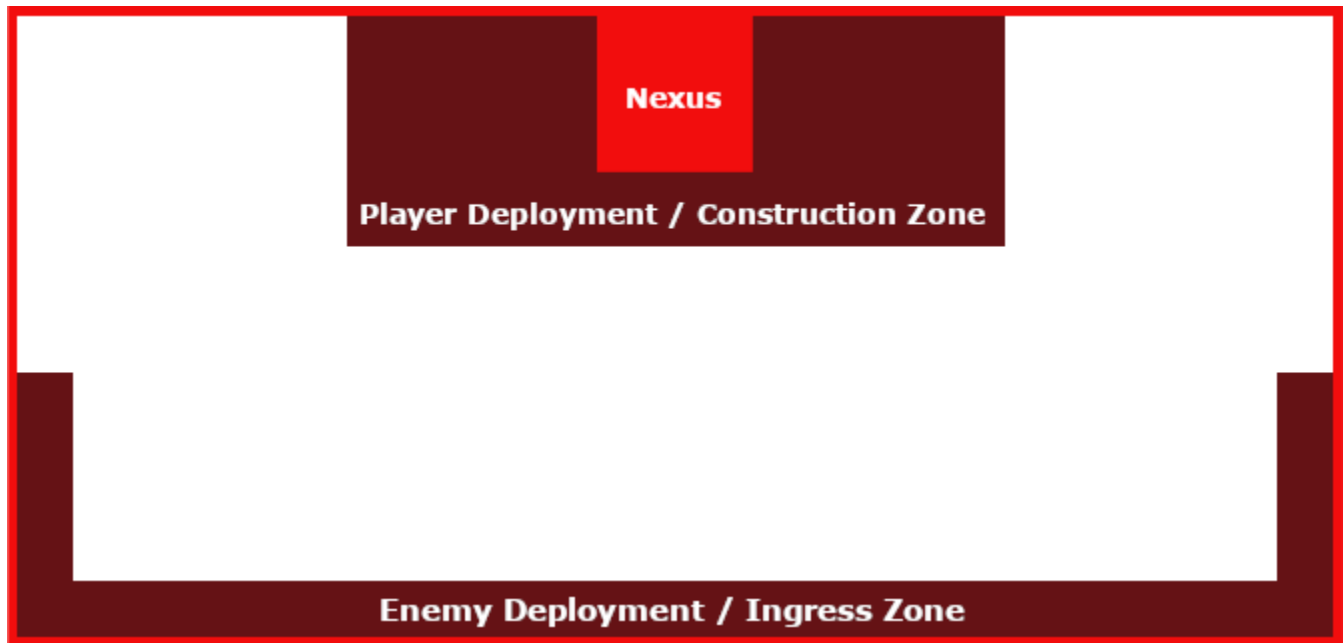 Nexus
Player Deployment / Construction Zone
Enemy Deployment / Ingress Zone